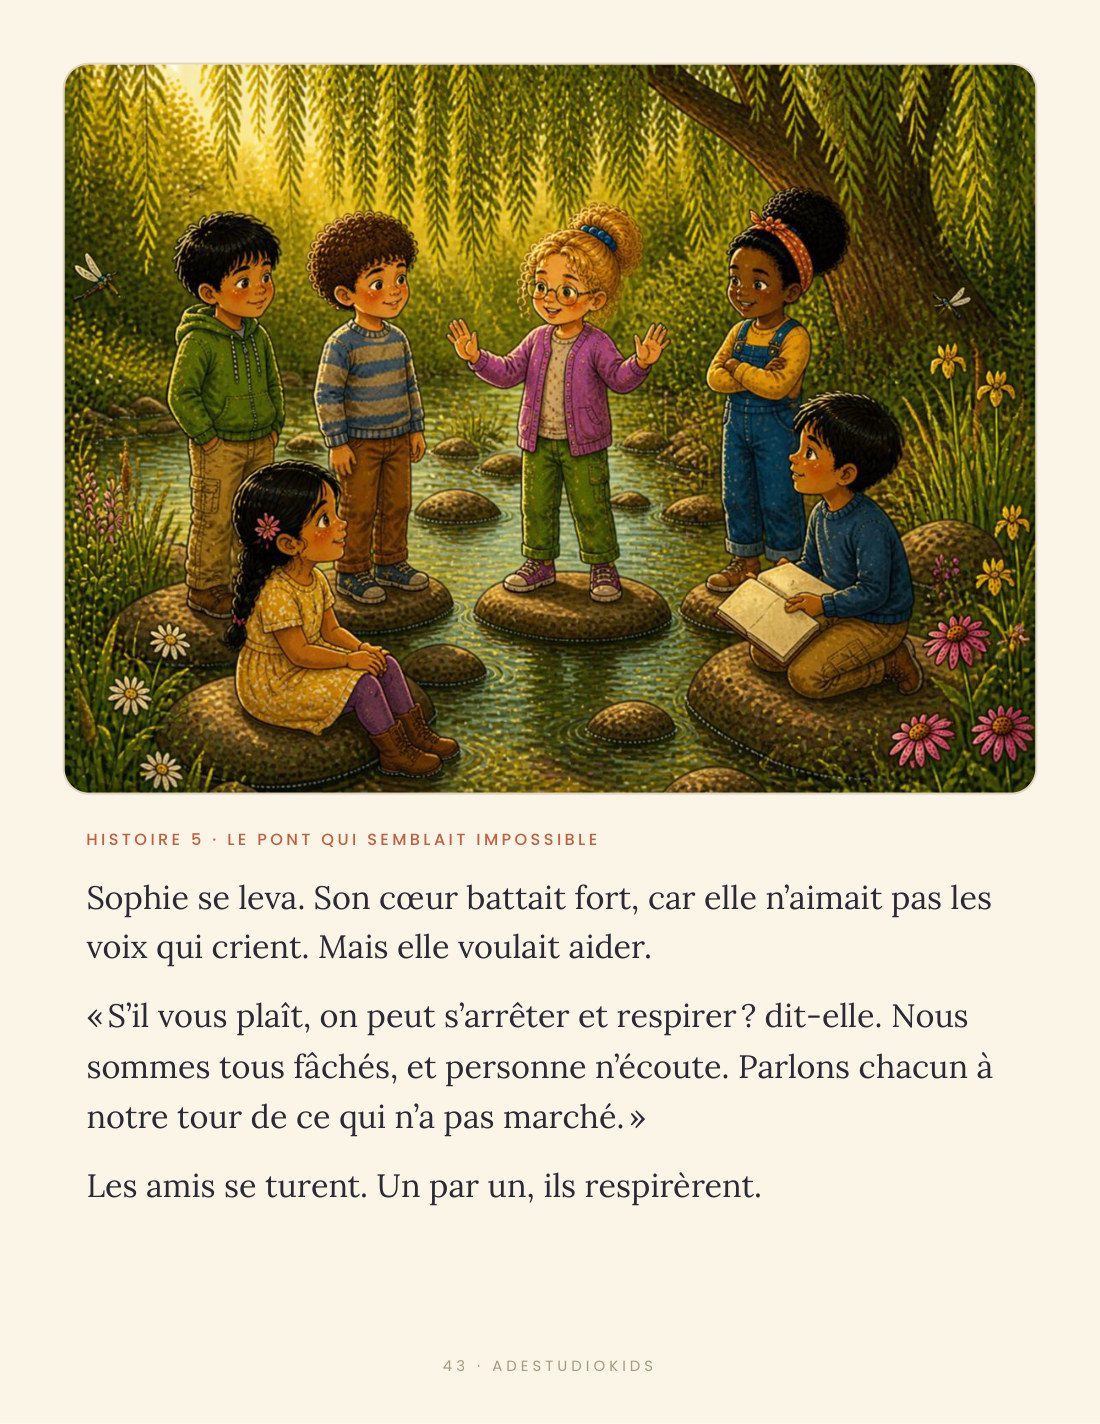 HISTOIRE 5 · LE PONT QUI SEMBLAIT IMPOSSIBLE
Sophie se leva. Son cœur battait fort, car elle n’aimait pas les
voix qui crient. Mais elle voulait aider.
« S’il vous plaît, on peut s’arrêter et respirer ? dit-elle. Nous
sommes tous fâchés, et personne n’écoute. Parlons chacun à
notre tour de ce qui n’a pas marché. »
Les amis se turent. Un par un, ils respirèrent.
43 · ADESTUDIOKIDS